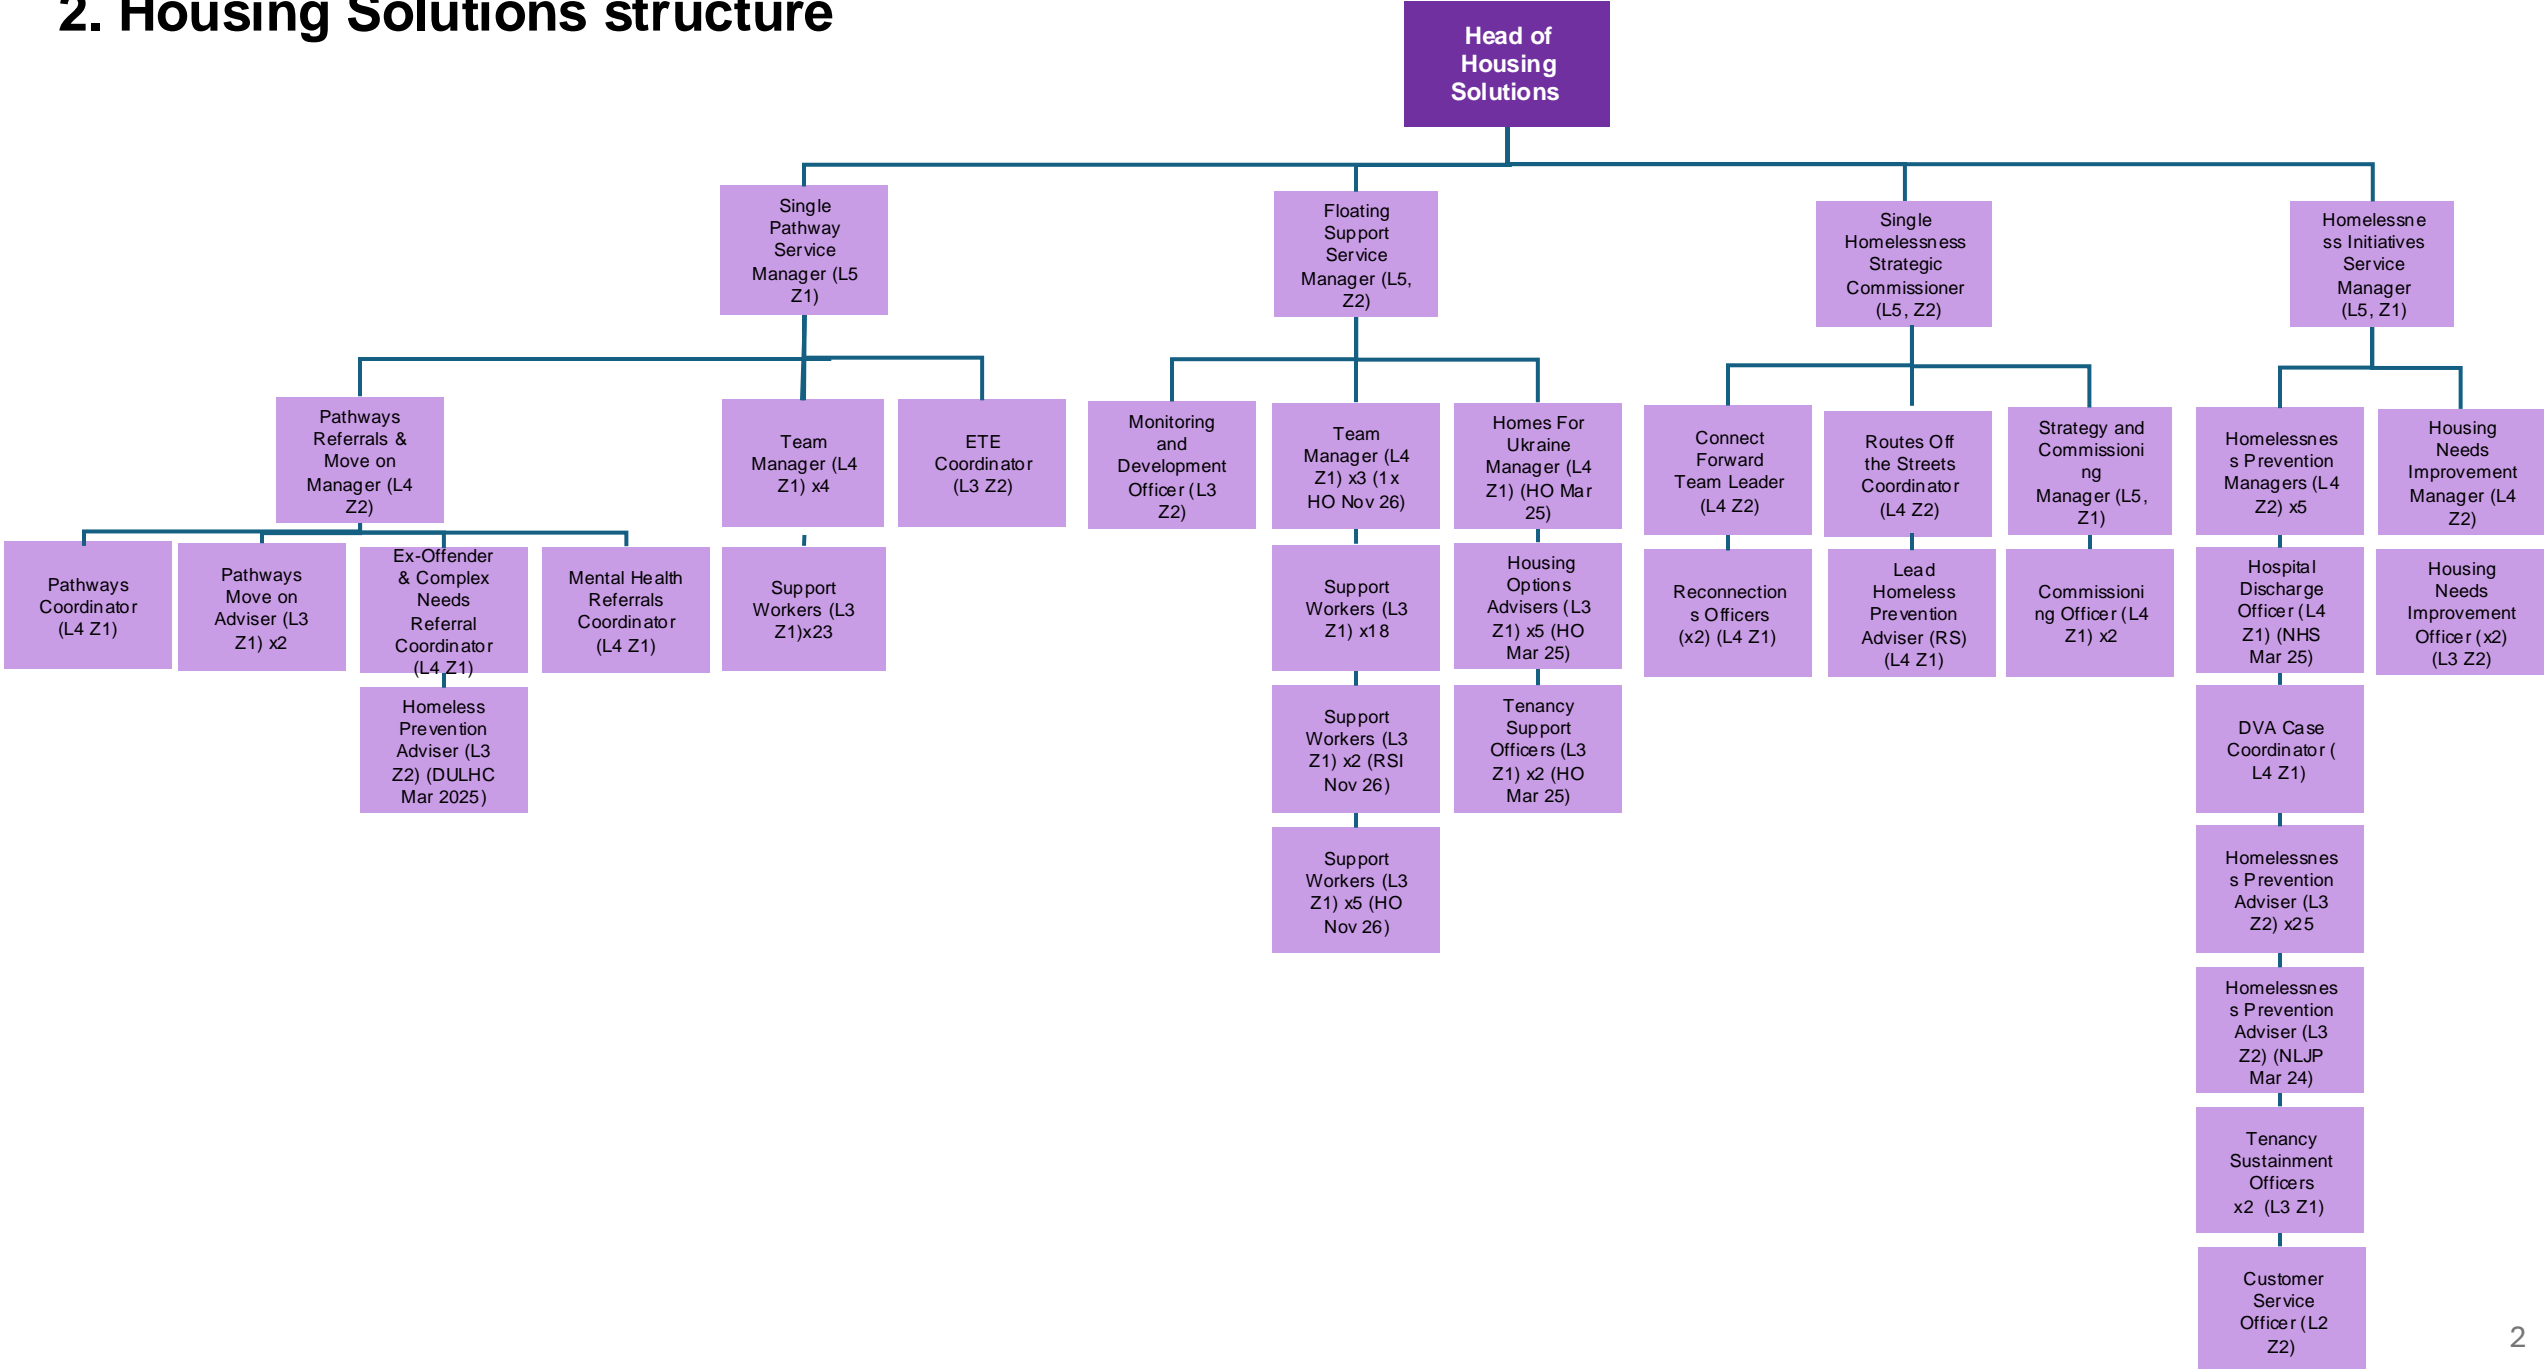 2. Housing Solutions structure
Head of
Housing
Solutions
Single
Pathway
Service
Manager (L5
Z1)
Floating
Support
Service
Manager (L5,
Z2)
Single
Homelessness
Strategic
Commissioner
(L5, Z2)
Homelessne
ss Initiatives
Service
Manager
(L5, Z1)
Pathways
Referrals &
Move on
Manager (L4
Z2)
Team
Manager (L4
Z1) x4
ETE
Coordinator
(L3 Z2)
Monitoring
and
Development
Officer (L3
Z2)
Team
Manager (L4
Z1) x3 (1x
HO Nov 26)
Homes For
Ukraine
Manager (L4
Z1) (HO Mar
25)
Connect
Forward
Team Leader
(L4 Z2)
Routes Off
the Streets
Coordinator
(L4 Z2)
Strategy and
Commissioni
ng
Manager (L5,
Z1)
Homelessnes
s Prevention
Managers (L4
Z2) x5
Housing
Needs
Improvement
Manager (L4
Z2)
Pathways
Coordinator
(L4 Z1)
Pathways
Move on
Adviser (L3
Z1) x2
Ex-Offender
& Complex
Needs
Referral
Coordinator
(L4 Z1)
Mental Health
Referrals
Coordinator
(L4 Z1)
Support
Workers (L3
Z1)x23
Support
Workers (L3
Z1) x18
Housing
Options
Advisers (L3
Z1) x5 (HO
Mar 25)
Reconnection
s Officers
(x2) (L4 Z1)
Lead
Homeless
Prevention
Adviser (RS)
(L4 Z1)
Commissioni
ng Officer (L4
Z1) x2
Hospital
Discharge
Officer (L4
Z1) (NHS
Mar 25)
Housing
Needs
Improvement
Officer (x2)
(L3 Z2)
Homeless
Prevention
Adviser (L3
Z2) (DULHC
Mar 2025)
Support
Workers (L3
Z1) x2 (RSI
Nov 26)
Tenancy
Support
Officers (L3
Z1) x2 (HO
Mar 25)
DVA Case
Coordinator (
L4 Z1)
Support
Workers (L3
Z1) x5 (HO
Nov 26)
Homelessnes
s Prevention
Adviser (L3
Z2) x25
Homelessnes
s Prevention
Adviser (L3
Z2) (NLJP
Mar 24)
Tenancy
Sustainment
Officers
x2 (L3 Z1)
Customer
Service
Officer (L2
Z2)
2